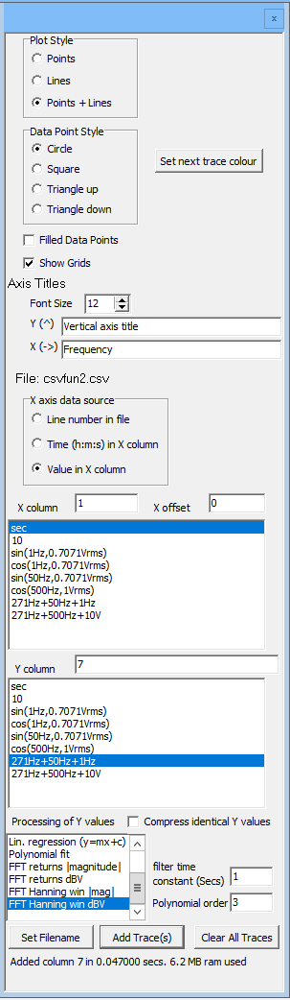 x
Plot Style
Points
Lines
Points + Lines
Data Point Style
Circle
Square
Triangle up
Triangle down
Set next trace colour
Filled Data Points
Show Grids
Axis Titles
Font Size 12
Y (^) Vertical axis title
X (->) Frequency
File: csvfun2.csv
X axis data source
Line number in file
Time (h:m:s) in X column
Value in X column
X column 1 X offset 0
sec
10
sin(1Hz,0.7071Vrms)
cos(1Hz,0.7071Vrms)
sin(50Hz,0.7071Vrms)
cos(500Hz,1Vrms)
271Hz+50Hz+1Hz
271Hz+500Hz+10V
Y column 7
sec
10
sin(1Hz,0.7071Vrms)
cos(1Hz,0.7071Vrms)
sin(50Hz,0.7071Vrms)
cos(500Hz,1Vrms)
271Hz+50Hz+1Hz
271Hz+500Hz+10V
Processing of Y values Compress identical Y values
Lin. regression (y=mx+c)
Polynomial fit
FFT returns |magnitude|
FFT returns dBV
FFT Hanning win |mag|
FFT Hanning win dBV
filter time
constant (Secs) 1
Polynomial order 3
Set Filename Add Trace(s) Clear All Traces
Added column 7 in 0.047000 secs. 6.2 MB ram used